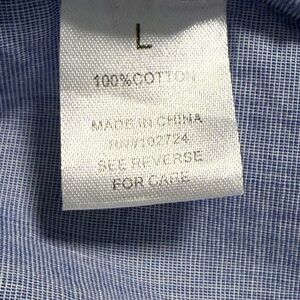 L
100%COTTON
MADE IN CHINA
RN#102724
SEE REVERSE
FOR CARE